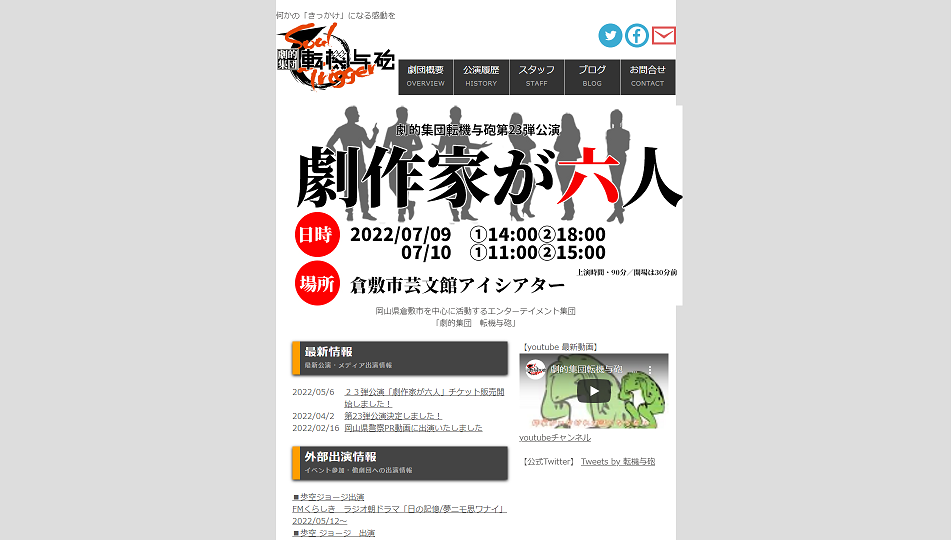 何かの「きっかけ」になる感動を
Soul
劇的集団 転機与砲
Trigger
劇団概要 公演履歴 スタッフ ブログ お問合せ
OVERVIEW HISTORY STAFF BLOG CONTACT
劇的集団転機与砲第23弾公演
劇作家が六人
日時 2022/07/09 ①14:00②18:00
07/10 ①11:00②15:00
上演時間・90分／開場は30分前
場所 倉敷市芸文館アイシアター
岡山県倉敷市を中心に活動するエンターテイメント集団
「劇的集団　転機与砲」
最新情報
最新公演・メディア出演情報
2022/05/6 ２３弾公演「劇作家が六人」チケット販売開
始しました！
2022/04/2 第23弾公演決定しました！
2022/02/16 岡山県警察PR動画に出演いたしました
外部出演情報
イベント参加・他劇団への出演情報
■歩空ジョージ出演
FMくらしき　ラジオ朝ドラマ「日の記憶/夢ニモ思ワナイ」
2022/05/12～
■歩空 ジョージ　出演
【youtube 最新動画】
劇的集団転機与砲 ...
youtubeチャンネル
【公式Twitter】 Tweets by 転機与砲